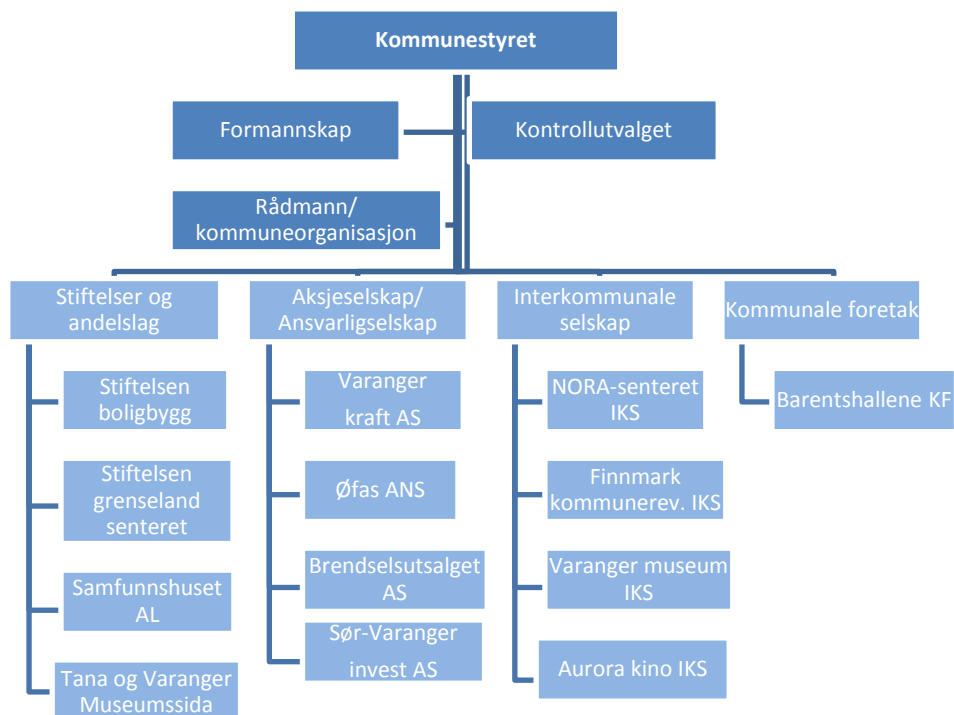 Kommunestyret
Formannskap
Kontrollutvalget
Rådmann/
kommuneorganisasjon
Stiftelser og
andelslag
Stiftelsen
boligbygg
Stiftelsen
grenseland
senteret
Samfunnshuset
AL
Tana og Varanger
Museumssida
Aksjeselskap/
Ansvarligselskap
Varanger
kraft AS
Øfas ANS
Brendselsutsalget
AS
Sør-Varanger
invest AS
Interkommunale
selskap
NORA-senteret
IKS
Finnmark
kommunerev. IKS
Varanger museum
IKS
Aurora kino IKS
Kommunale foretak
Barentshallene KF